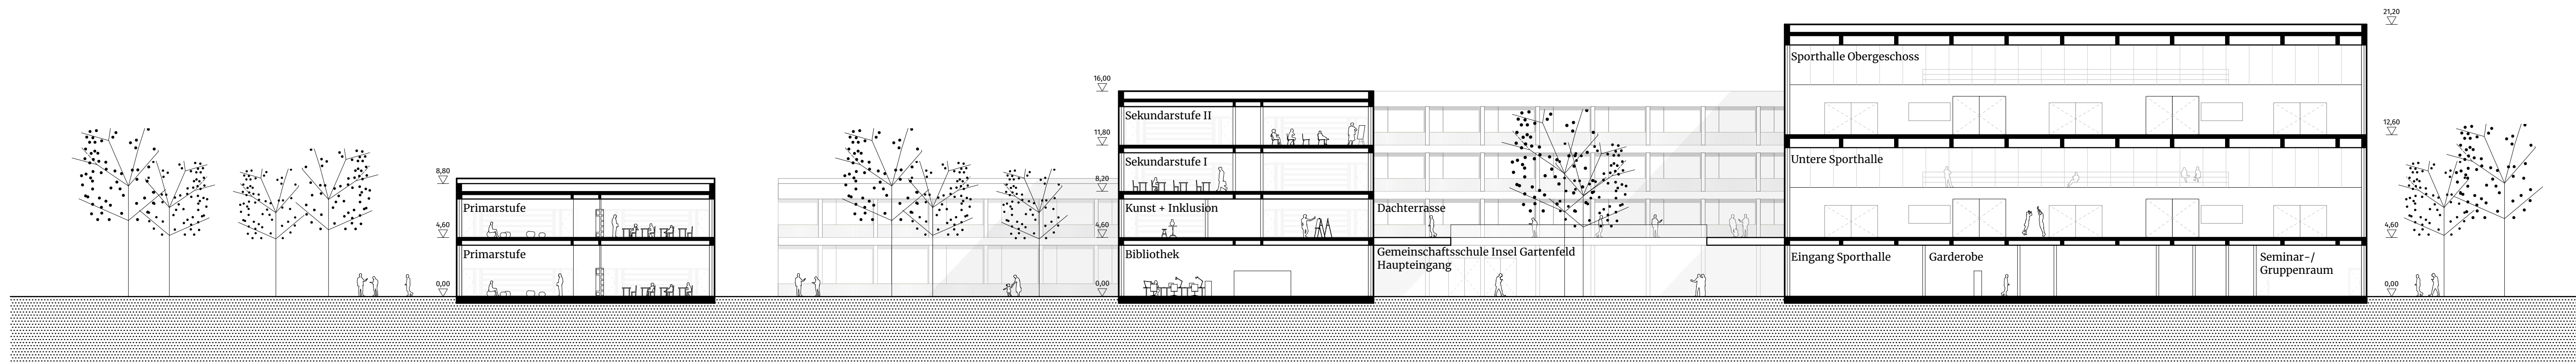 8,80
4,60
0,00
Primarstufe
Primarstufe
16,00
11,80
8,20
4,60
0,00
Sekundarstufe II
Sekundarstufe I
Kunst + Inklusion
Bibliothek
Dachterrasse
Gemeinschaftsschule Insel Gartenfeld
Haupteingang
Sporthalle Obergeschoss
Untere Sporthalle
Eingang Sporthalle
Garderobe
Seminar-/
Gruppenraum
21,20
12,60
4,60
0,00